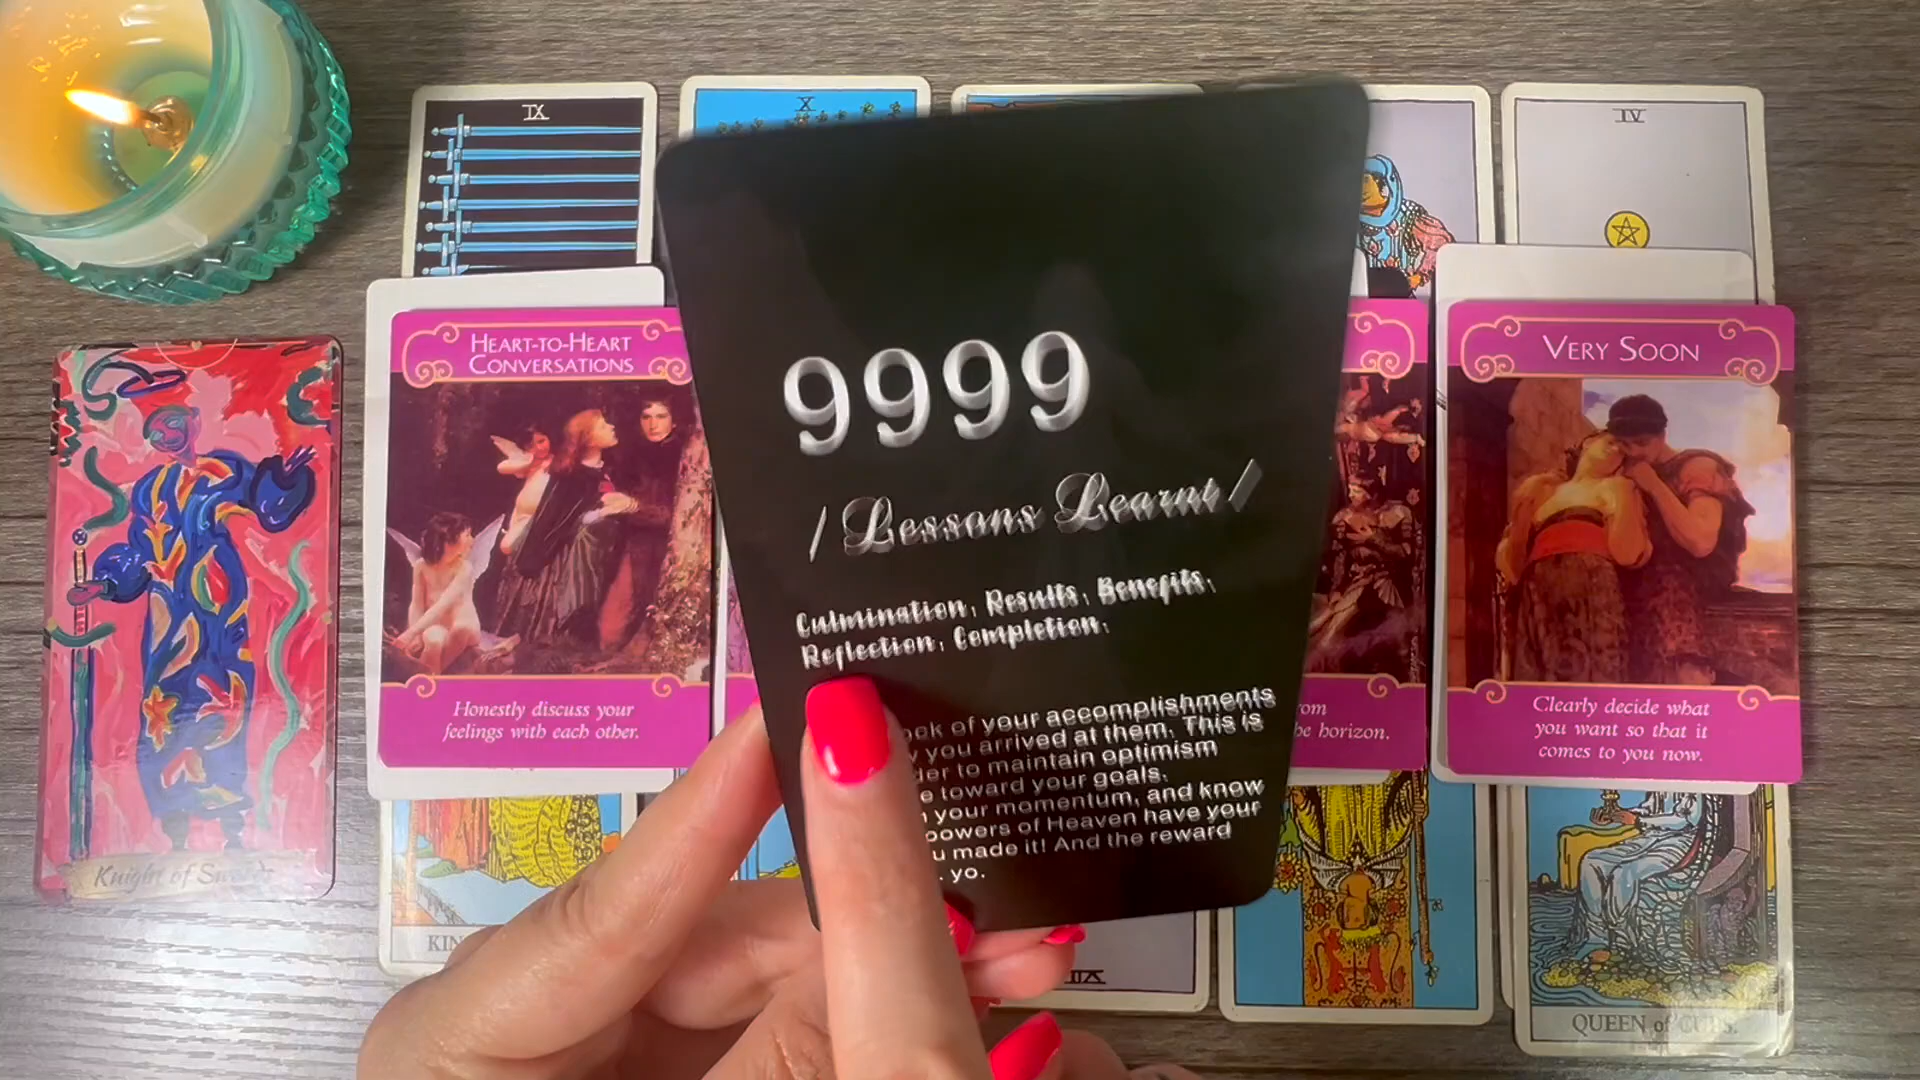 IX
X
IV
HEART-TO-HEART
CONVERSATIONS
Honestly discuss your
feelings with each other.
9999
/ Lessons Learnt /
Culmination, Results, Benefits,
Reflection, Completion.
of your accomplishments
you arrived at them. This is
to maintain optimism
toward your goals.
your momentum, and know
powers of Heaven have your
made it! And the reward
yo.
horizon.
VERY SOON
Clearly decide what
you want so that it
comes to you now.
Knight of Swords
QUEEN of CUPS.